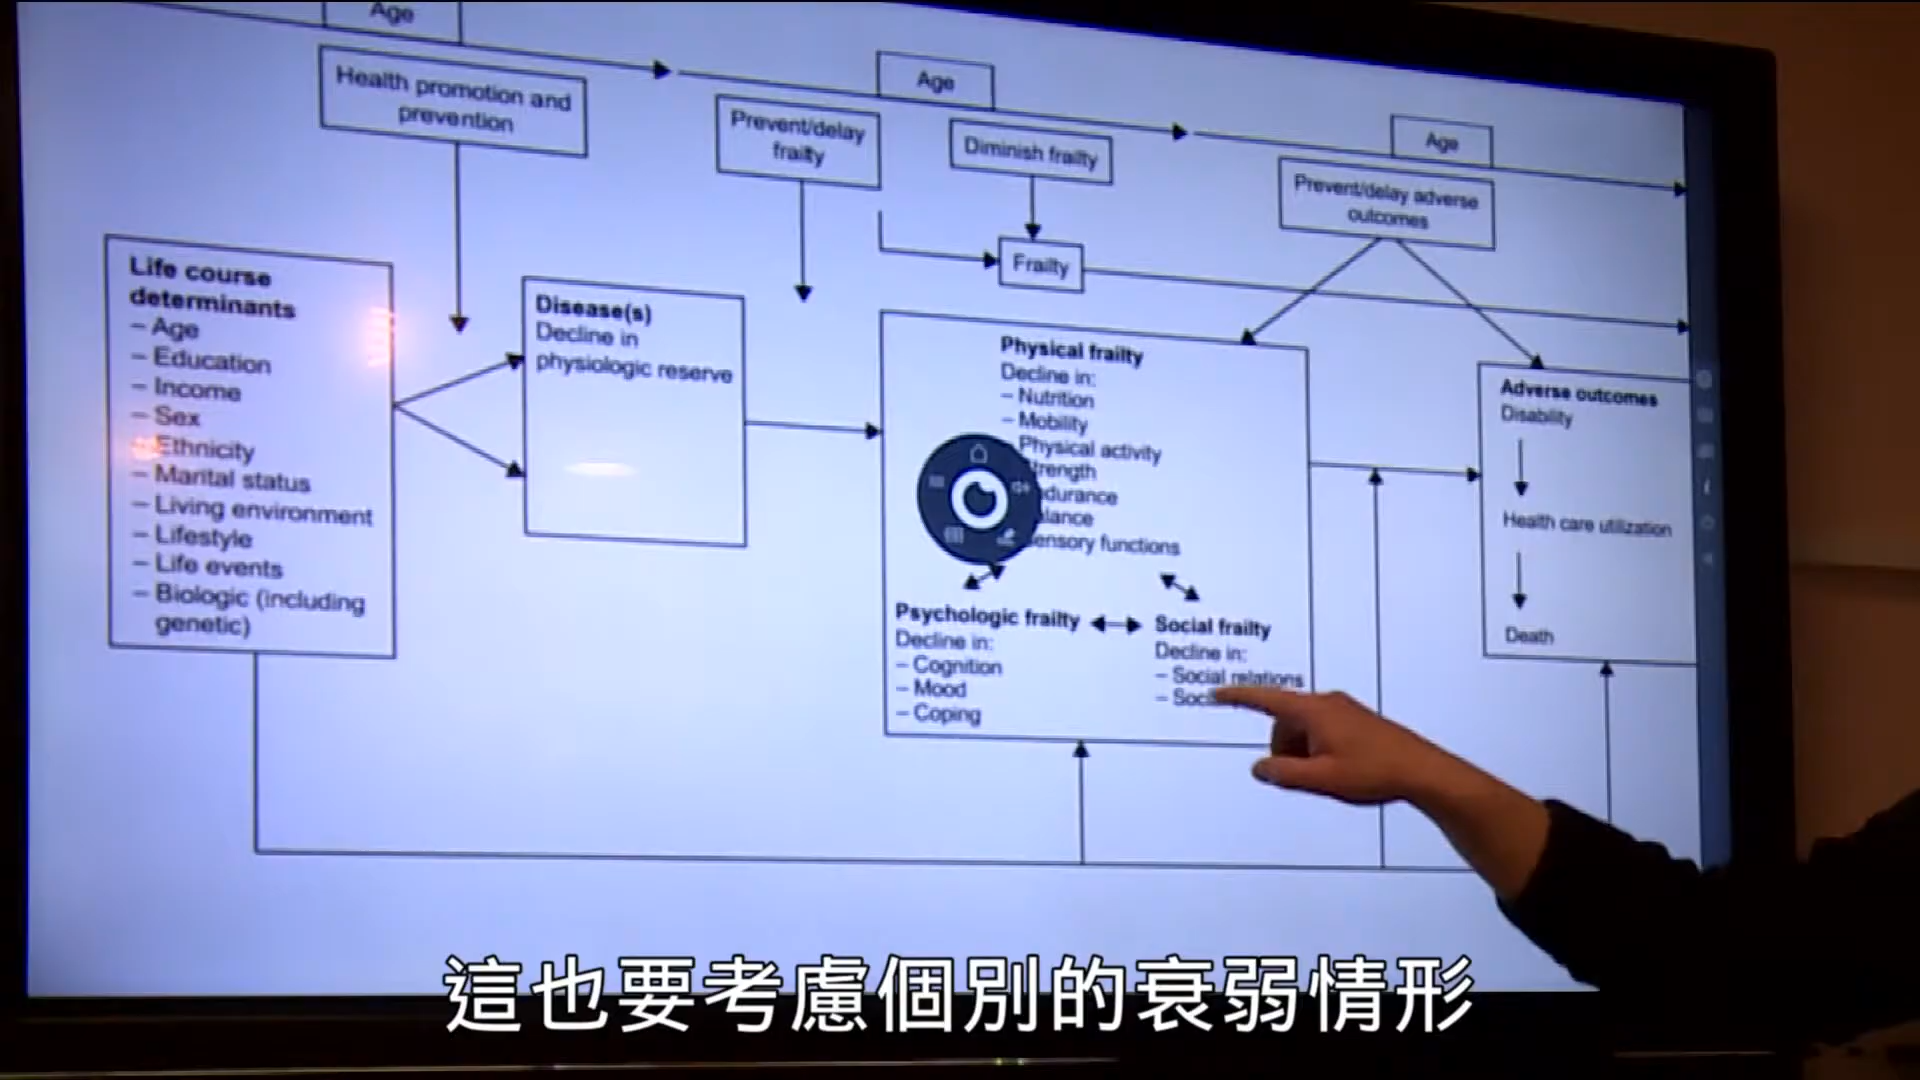 Age
Health promotion and
prevention
Age
Prevent/delay
frailty
Diminish frailty
Age
Prevent/delay adverse
outcomes
Frailty
Life course
determinants
– Age
– Education
– Income
– Sex
– Ethnicity
– Marital status
– Living environment
– Lifestyle
– Life events
– Biologic (including
genetic)
Disease(s)
Decline in
physiologic reserve
Physical frailty
Decline in:
– Nutrition
– Mobility
Physical activity
functions
Psychologic frailty
Decline in:
– Cognition
– Mood
– Coping
Social frailty
Decline in:
– Social relations
Adverse outcomes
Disability
Health care utilization
Death
這也要考慮個別的衰弱情形